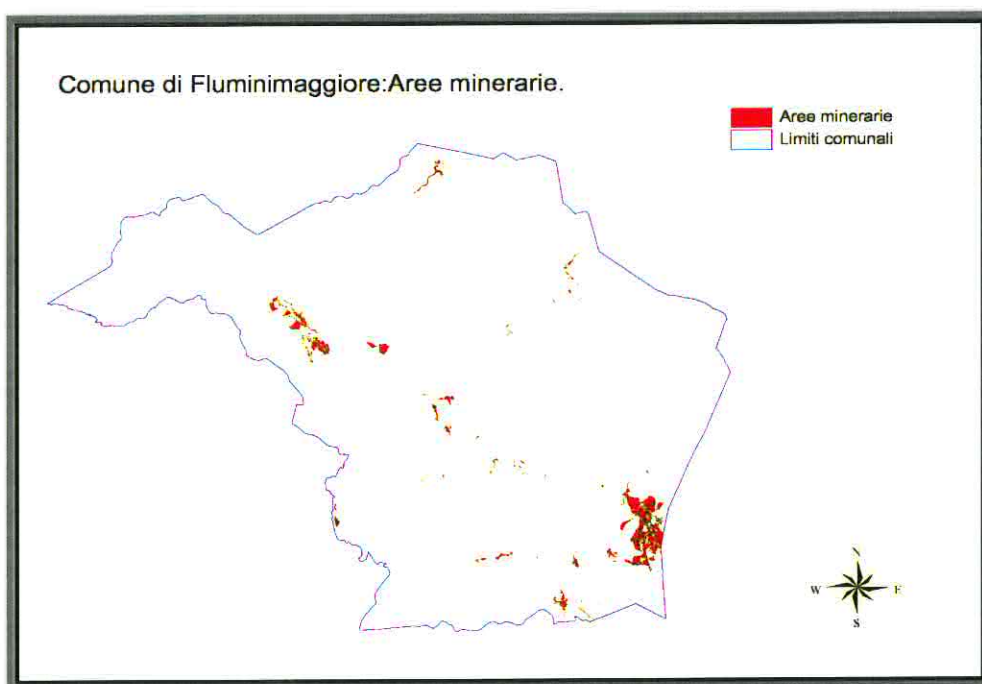 Comune di Fluminimaggiore:Aree minerarie.
Aree minerarie
Limiti comunali
N
W E
S